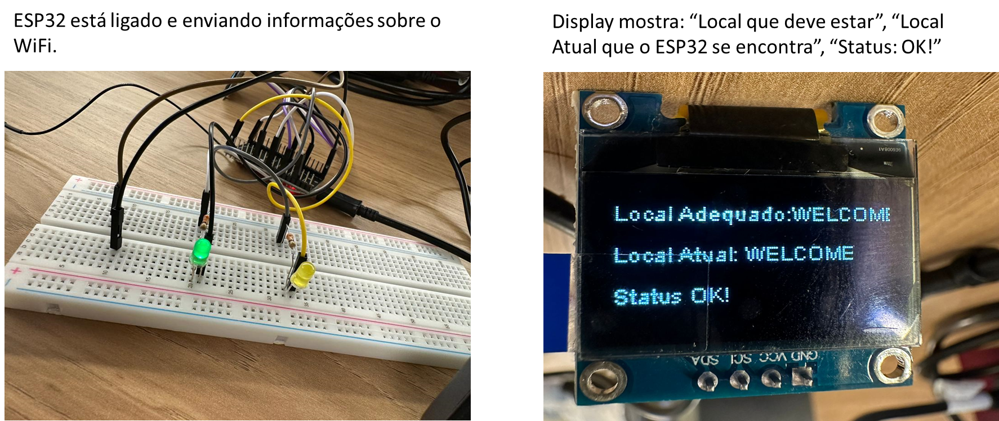 ESP32 está ligado e enviando informações sobre o
WiFi.
Display mostra: “Local que deve estar”, “Local
Atual que o ESP32 se encontra”, “Status: OK!”
Local Adequado:WELCOME
Local Atual: WELCOME
Status OK!
GND VCC SCL SDA